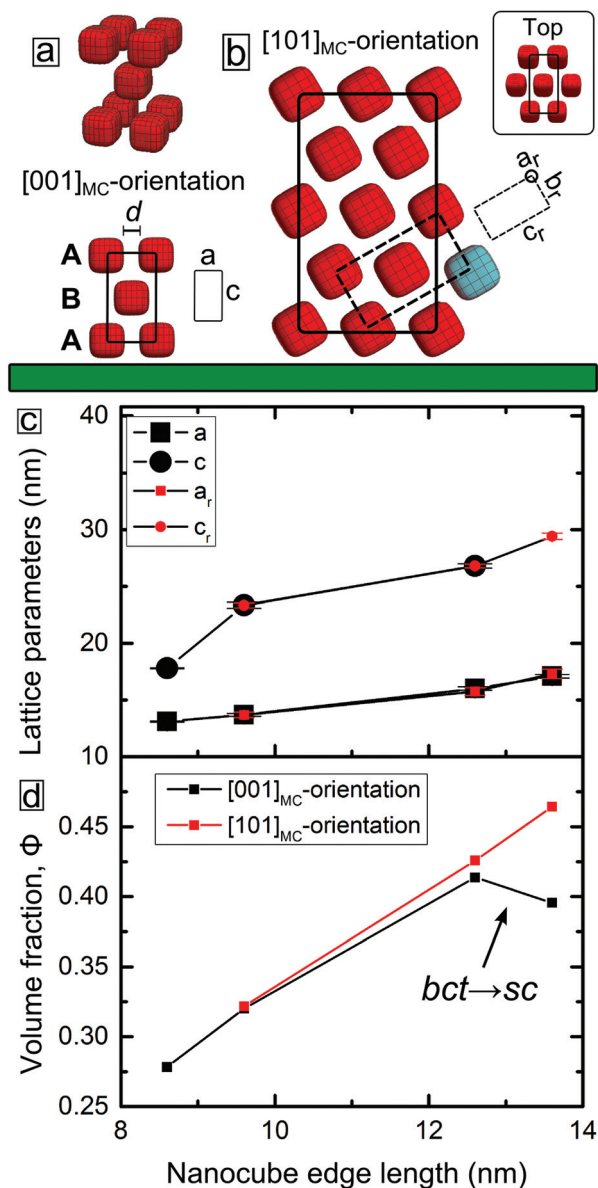 a
b
[101]MC-orientation
Top
[001]MC-orientation
d
A
B
A
a
c
ar
br
cr
c
Lattice parameters (nm)
40
30
20
10
a
c
ar
cr
d
Volume fraction, Φ
0.45
0.40
0.35
0.30
0.25
[001]MC-orientation
[101]MC-orientation
bct→sc
8
10
12
14
Nanocube edge length (nm)